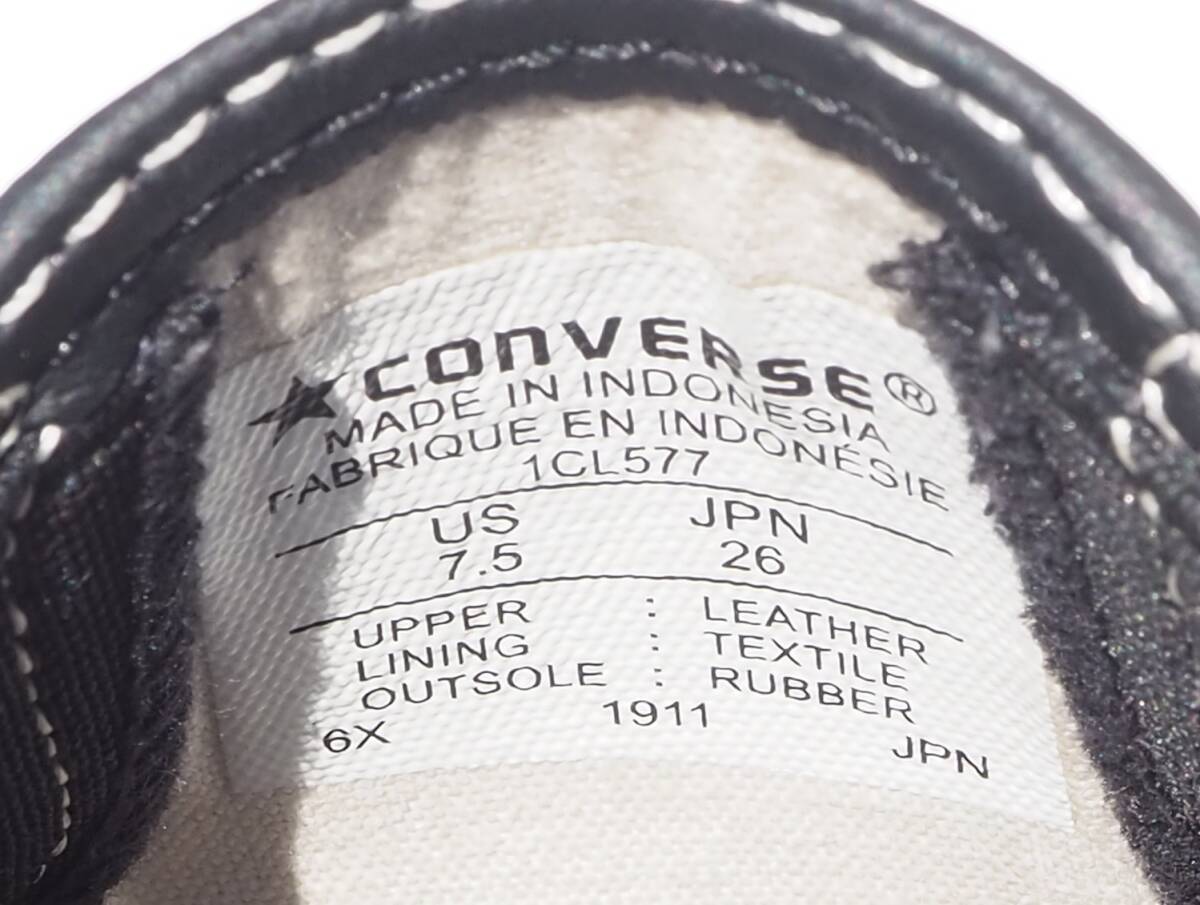 CONVERSE®
MADE IN INDONESIA
FABRIQUE EN INDONÉSIE
1CL577
US JPN
7.5 26
UPPER : LEATHER
LINING : TEXTILE
OUTSOLE : RUBBER
6X 1911 JPN